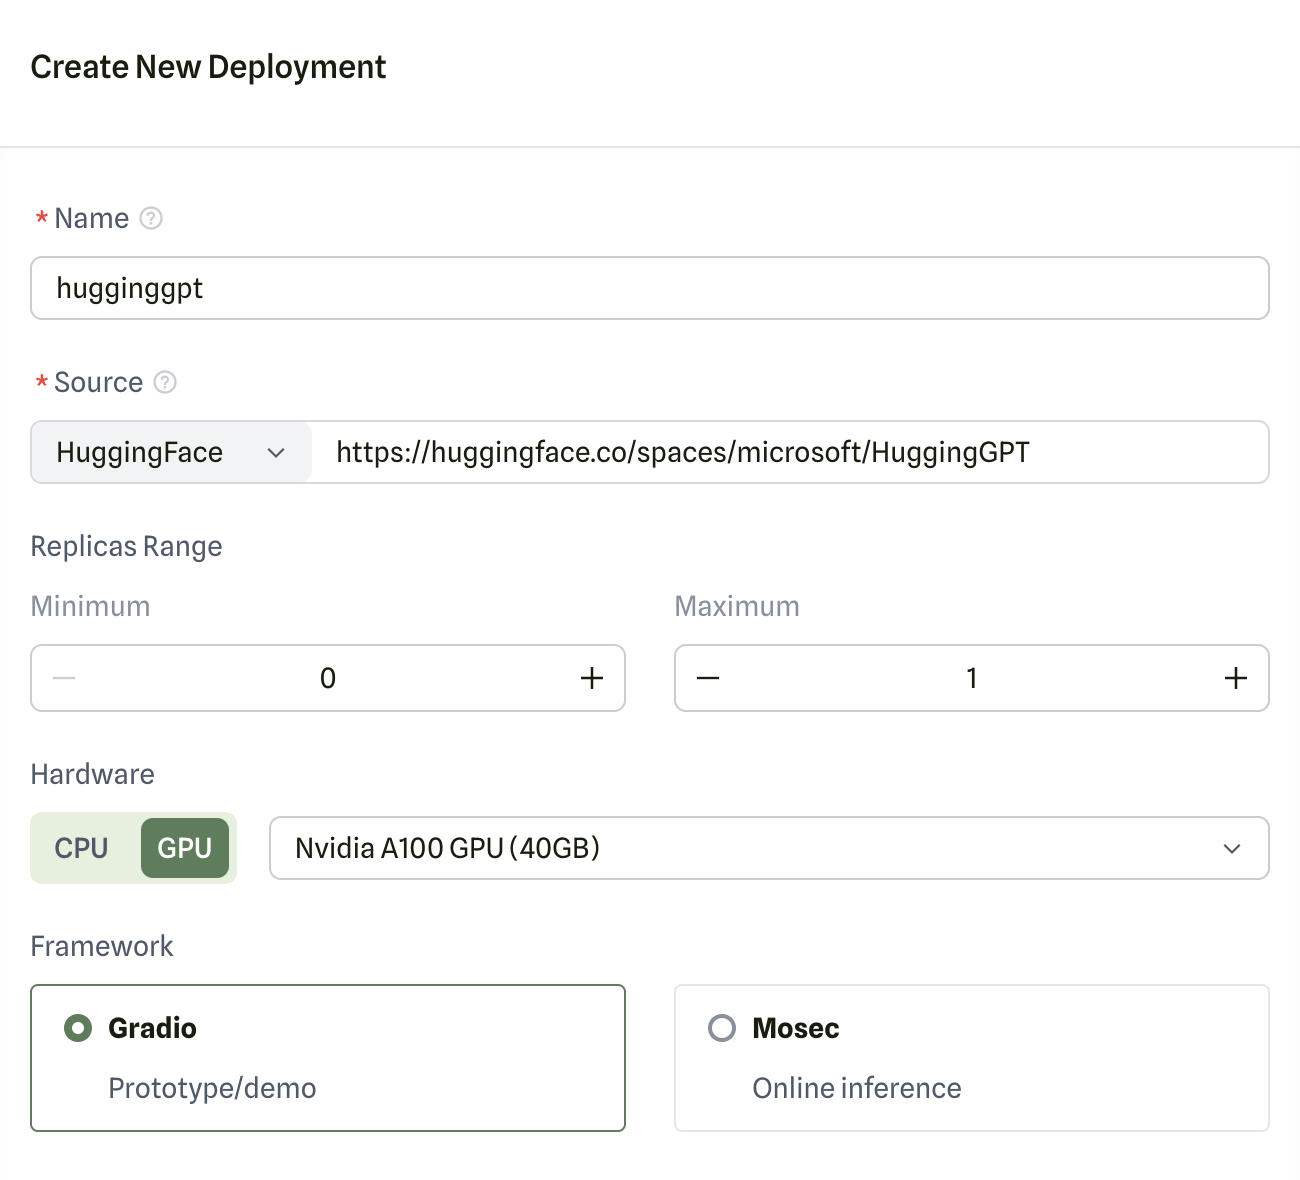 Create New Deployment
* Name ?
hugginggpt
* Source ?
HuggingFace https://huggingface.co/spaces/microsoft/HuggingGPT
Replicas Range
Minimum Maximum
— 0 + — 1 +
Hardware
CPU GPU Nvidia A100 GPU (40GB)
Framework
Gradio Mosec
Prototype/demo Online inference